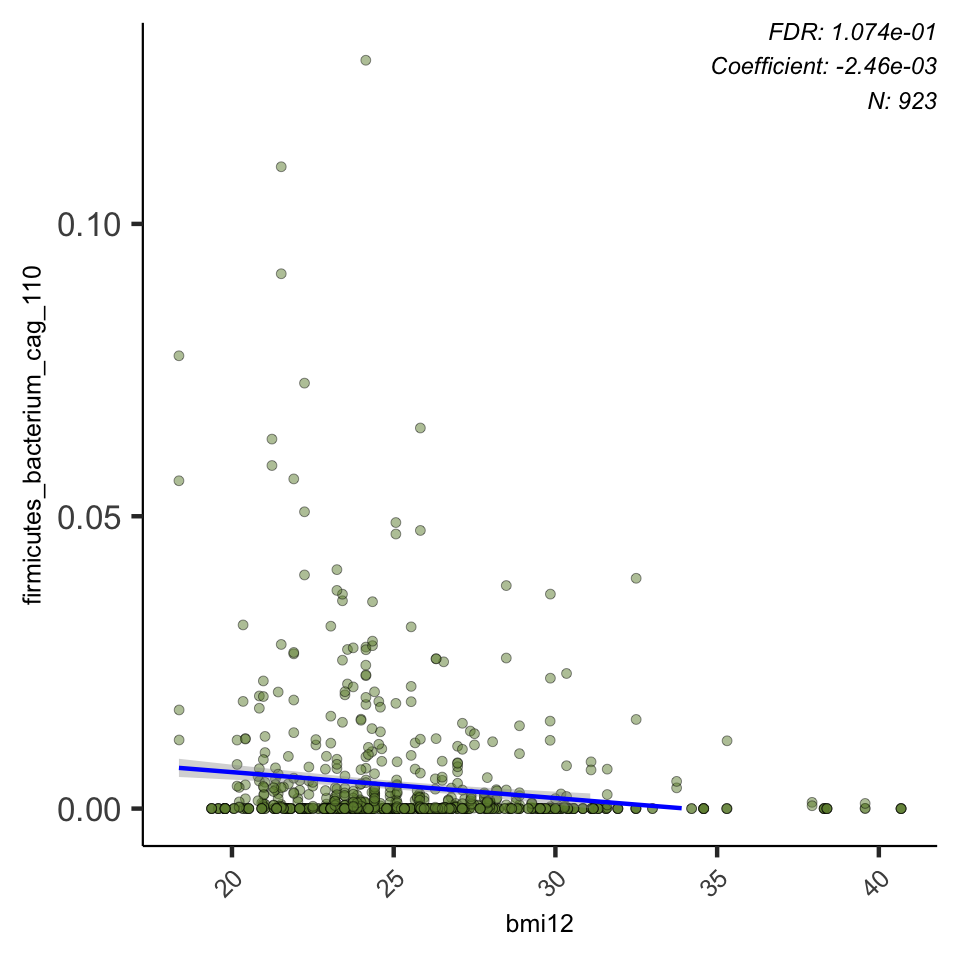 FDR: 1.074e-01
Coefficient: -2.46e-03
N: 923
firmicutes_bacterium_cag_110
0.10
0.05
0.00
20
25
30
35
40
bmi12